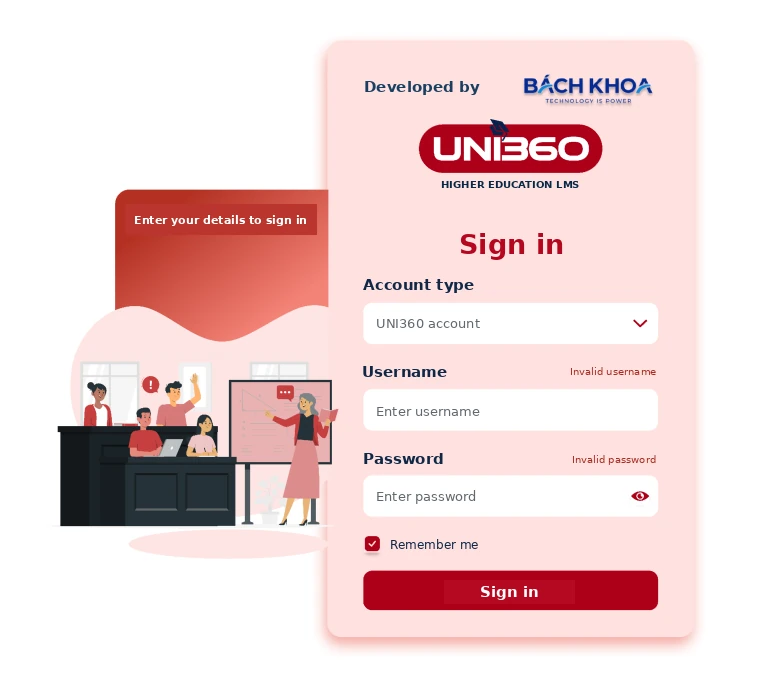 Developed by
BÁCH KHOA
TECHNOLOGY IS POWER
UNI360
HIGHER EDUCATION LMS
Enter your details to sign in
Sign in
Account type
UNI360 account
Username
Invalid username
Enter username
Password
Invalid password
Enter password
Remember me
Sign in